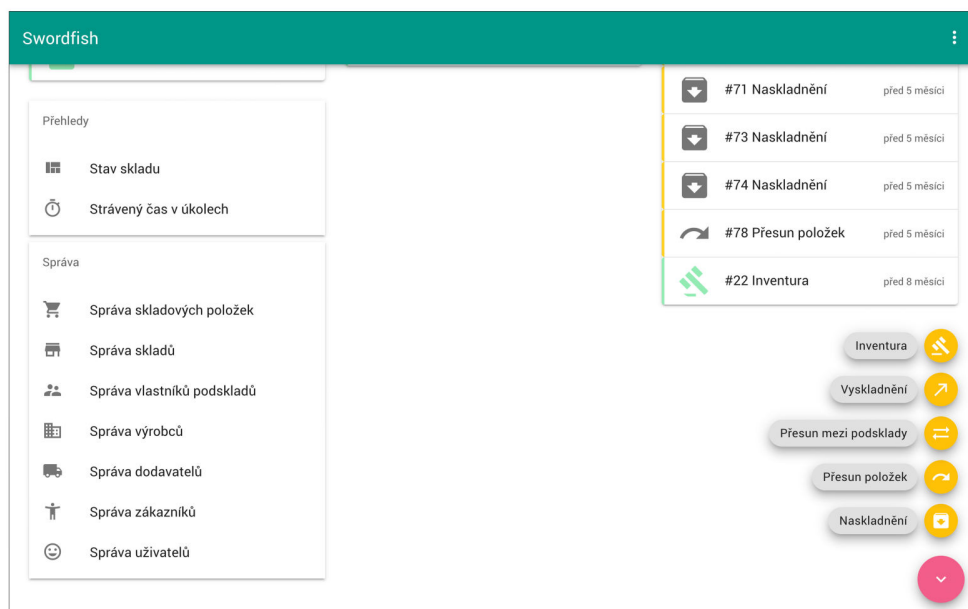 Swordfish
Přehledy
Stav skladu
Strávený čas v úkolech
Správa
Správa skladových položek
Správa skladů
Správa vlastníků podskladů
Správa výrobců
Správa dodavatelů
Správa zákazníků
Správa uživatelů
#71 Naskladnění před 5 měsíci
#73 Naskladnění před 5 měsíci
#74 Naskladnění před 5 měsíci
#78 Přesun položek před 5 měsíci
#22 Inventura před 8 měsíci
Inventura
Vyskladnění
Přesun mezi podsklady
Přesun položek
Naskladnění